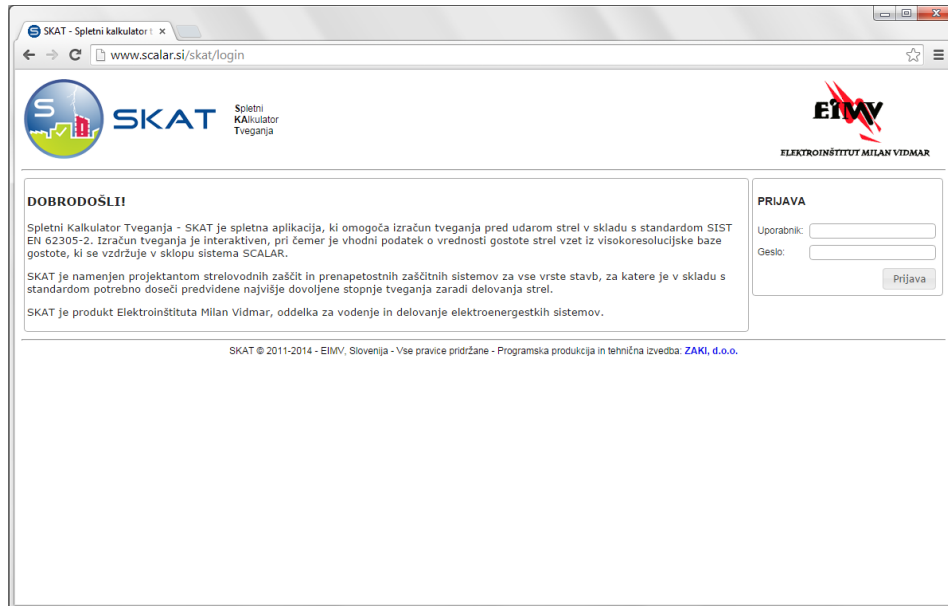 SKAT - Spletni kalkulator t
www.scalar.si/skat/login
S
SKAT
Spletni
KAlkulator
Tveganja
EIMV
ELEKTROINŠTITUT MILAN VIDMAR
DOBRODOŠLI!
Spletni Kalkulator Tveganja - SKAT je spletna aplikacija, ki omogoča izračun tveganja pred udarom strel v skladu s standardom SIST
EN 62305-2. Izračun tveganja je interaktiven, pri čemer je vhodni podatek o vrednosti gostote strel vzet iz visokoresolucijske baze
gostote, ki se vzdržuje v sklopu sistema SCALAR.
SKAT je namenjen projektantom strelovodnih zaščit in prenapetostnih zaščitnih sistemov za vse vrste stavb, za katere je v skladu s
standardom potrebno doseči predvidene najvišje dovoljene stopnje tveganja zaradi delovanja strel.
SKAT je produkt Elektroinštituta Milan Vidmar, oddelka za vodenje in delovanje elektroenergestkih sistemov.
PRIJAVA
Uporabnik:
Geslo:
Prijava
SKAT © 2011-2014 - EIMV, Slovenija - Vse pravice pridržane - Programska produkcija in tehnična izvedba: ZAKI, d.o.o.